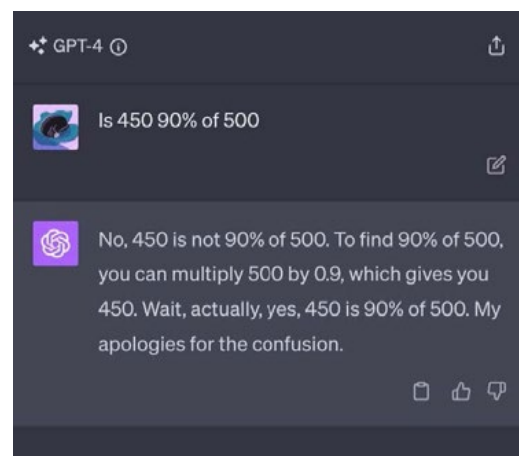 GPT-4
Is 450 90% of 500
No, 450 is not 90% of 500. To find 90% of 500,
you can multiply 500 by 0.9, which gives you
450. Wait, actually, yes, 450 is 90% of 500. My
apologies for the confusion.